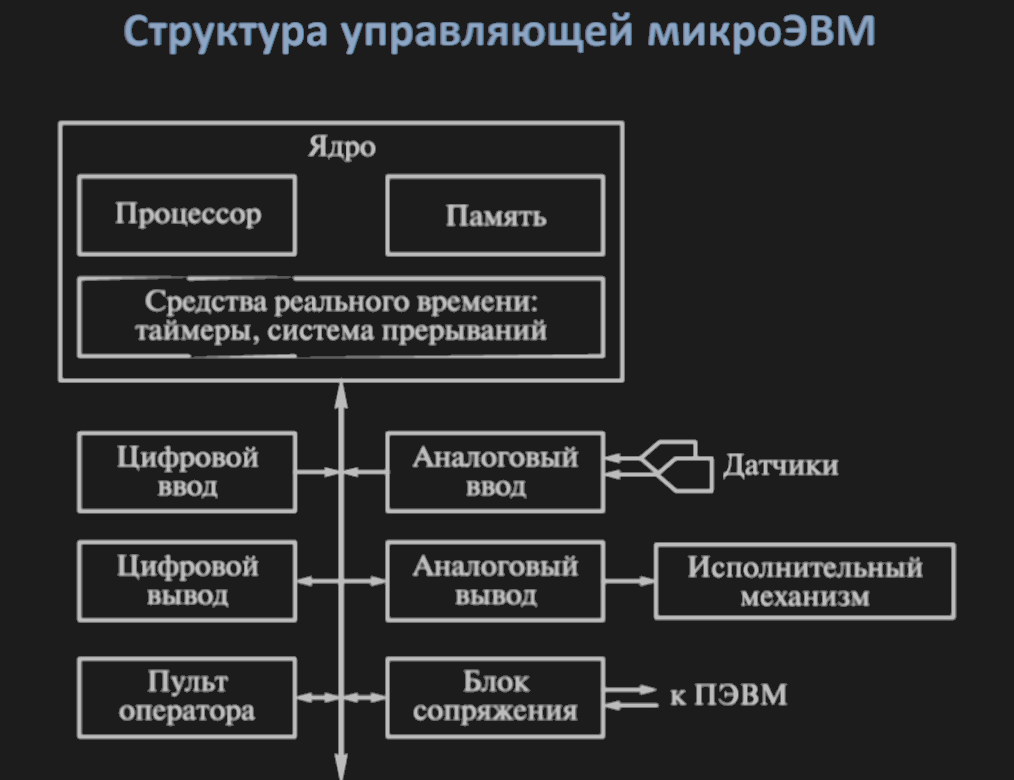 Структура управляющей микроЭВМ
Ядро
Процессор
Память
Средства реального времени:
таймеры, система прерываний
Цифровой
ввод
Аналоговый
ввод
Датчики
Цифровой
вывод
Аналоговый
вывод
Исполнительный
механизм
Пульт
оператора
Блок
сопряжения
к ПЭВМ